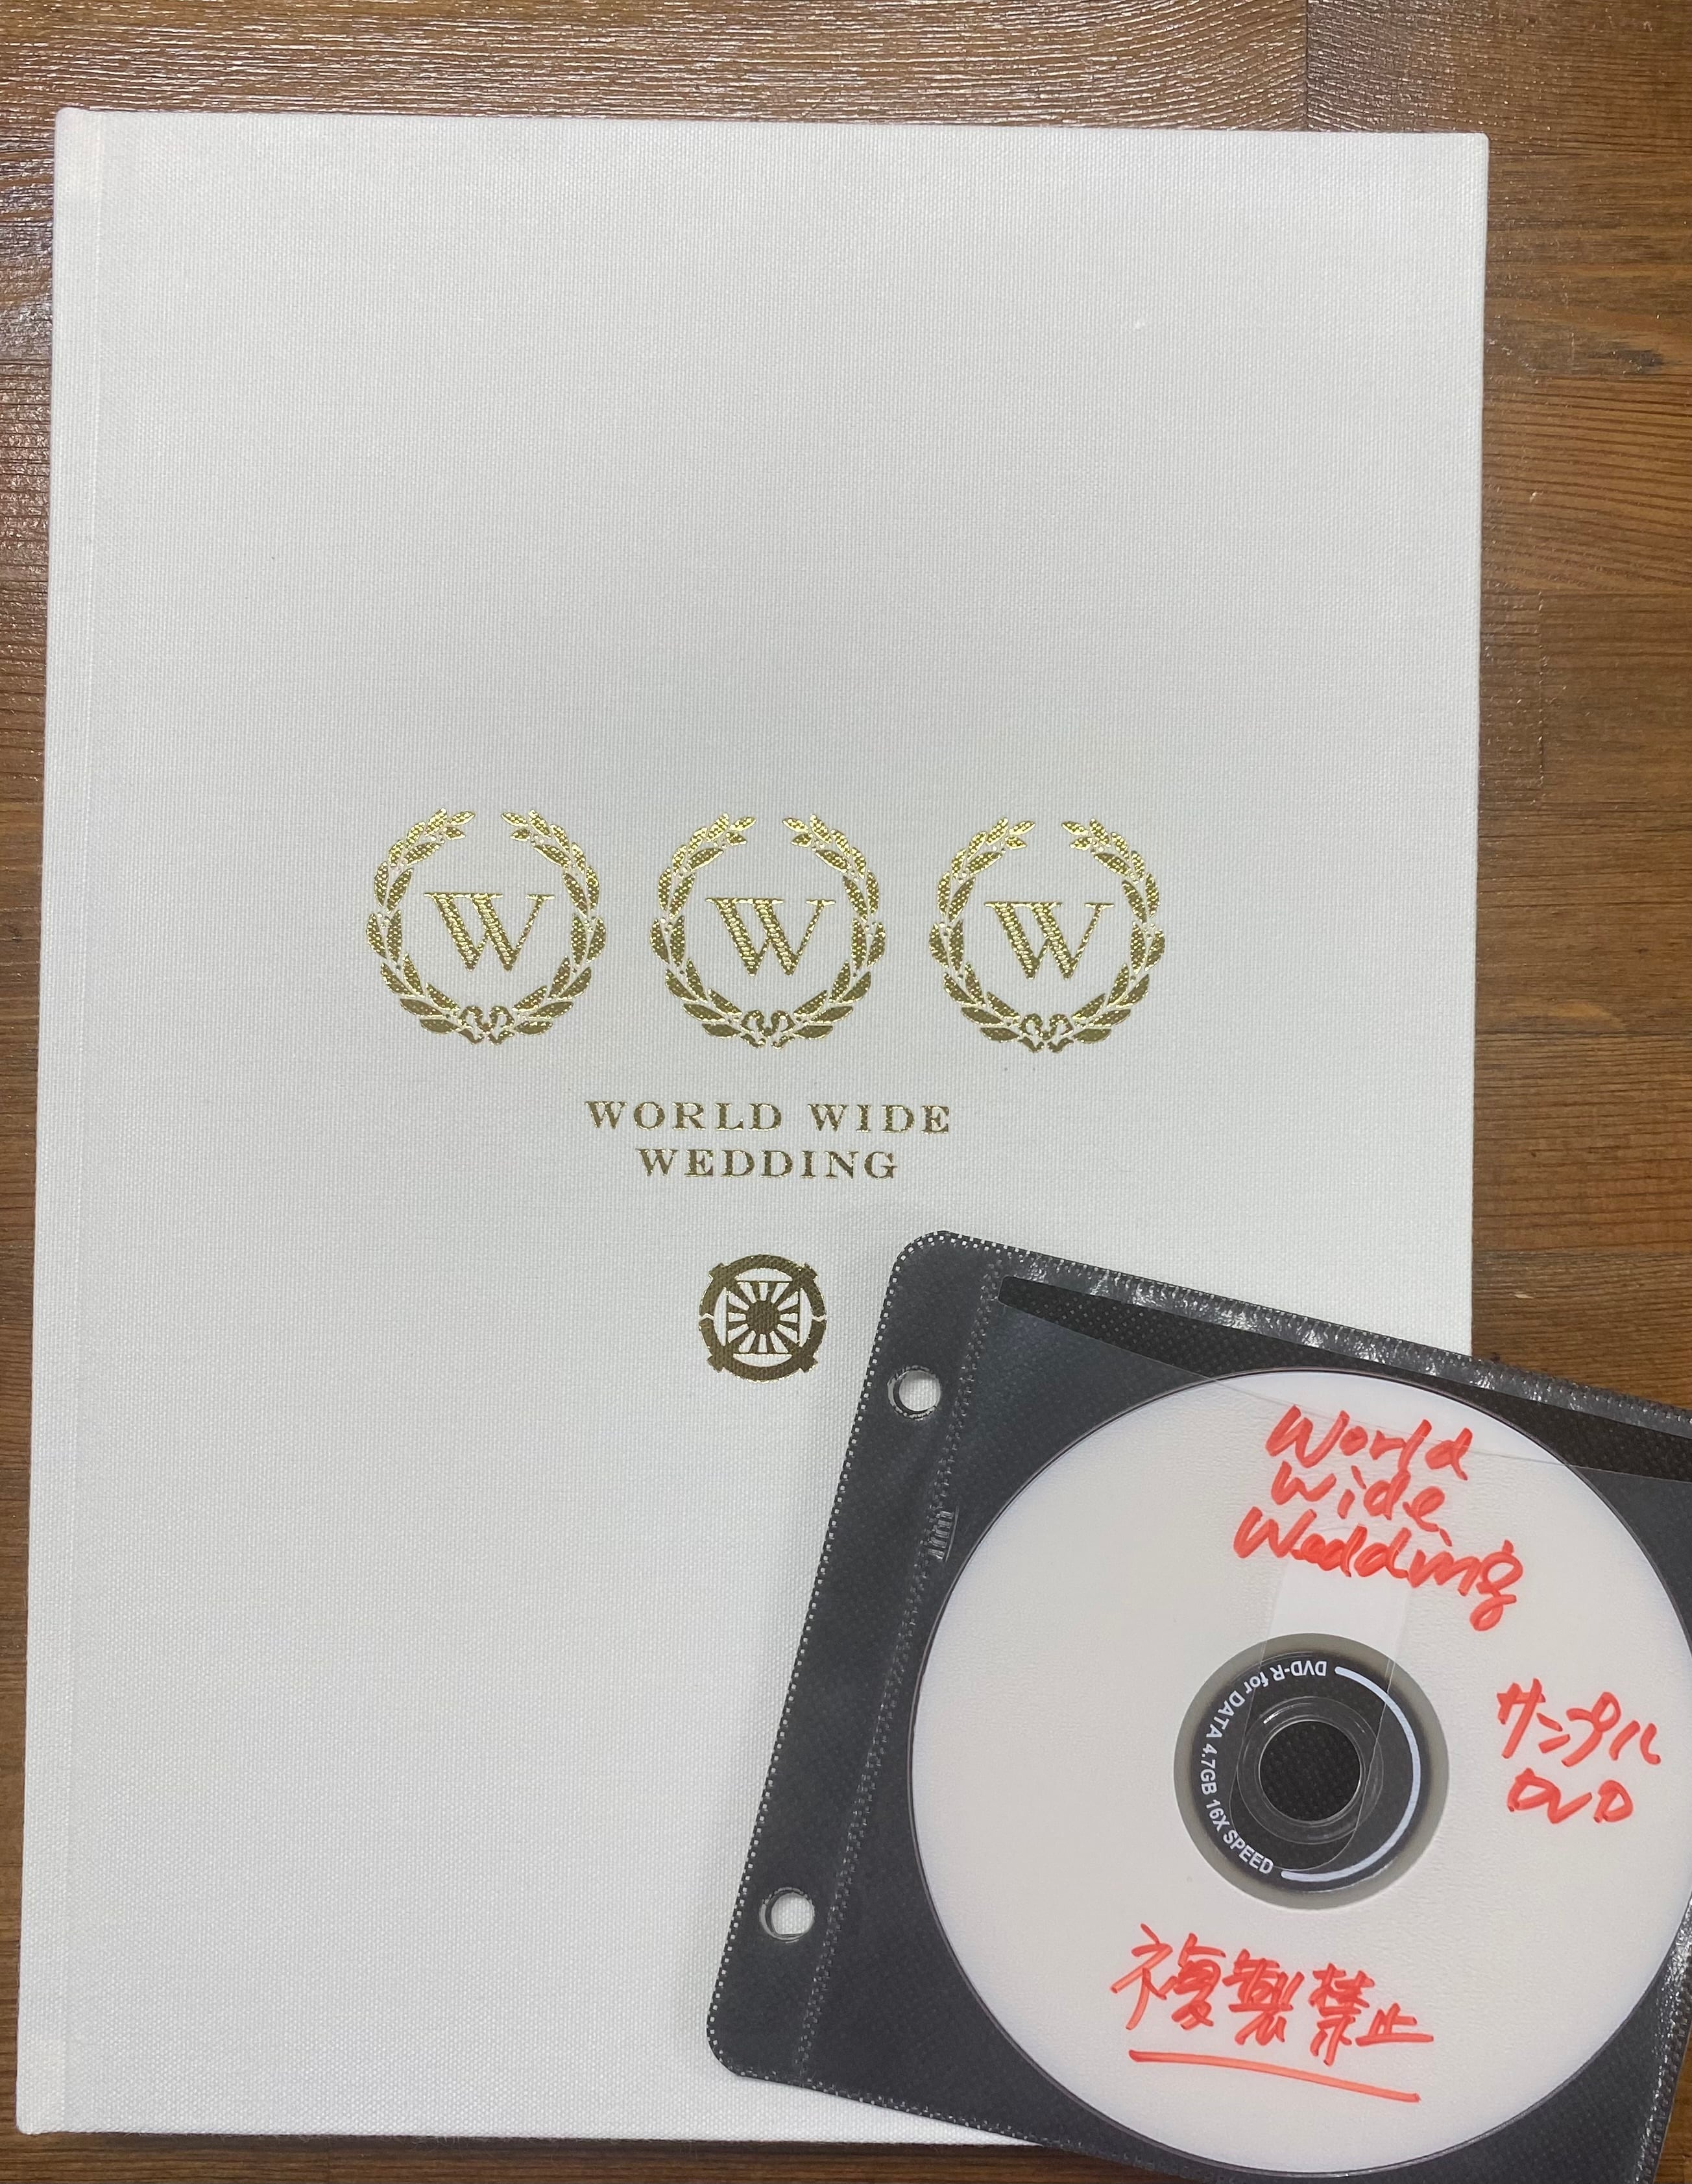 W W W
WORLD WIDE
WEDDING
World
Wide
Wedding
サンプル
DVD
DVD-R for DATA 4.7GB 16X SPEED
複製禁止